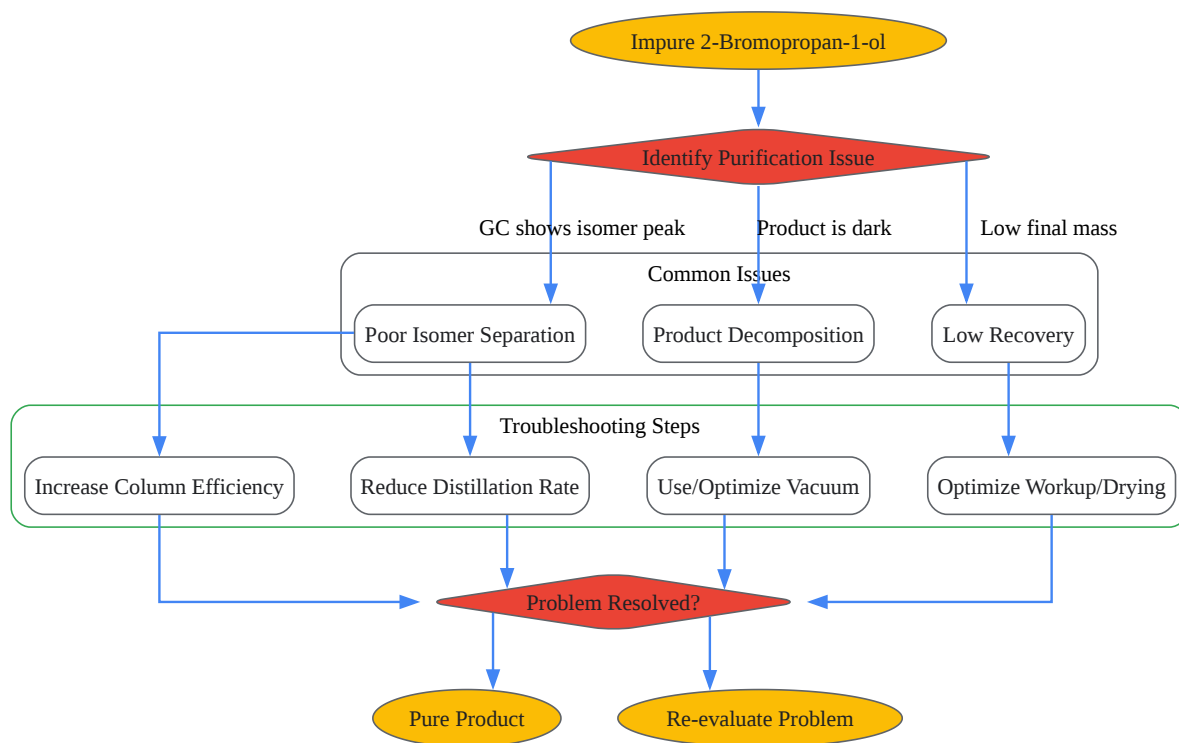 Impure 2-Bromopropan-1-ol
Identify Purification Issue
GC shows isomer peak
Product is dark
Low final mass
Common Issues
Poor Isomer Separation
Product Decomposition
Low Recovery
Troubleshooting Steps
Increase Column Efficiency
Reduce Distillation Rate
Use/Optimize Vacuum
Optimize Workup/Drying
Problem Resolved?
Pure Product
Re-evaluate Problem